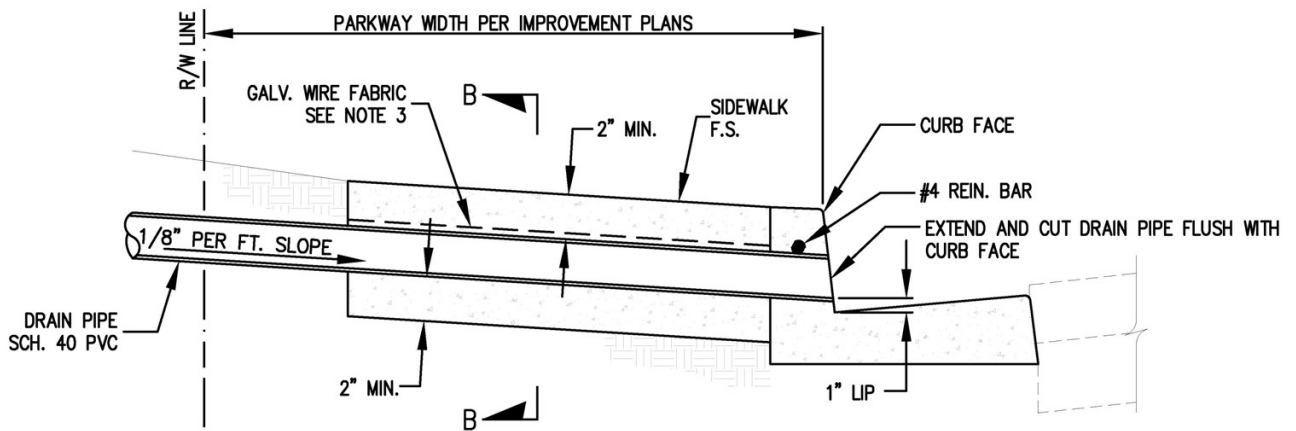 PARKWAY WIDTH PER IMPROVEMENT PLANS
R/W LINE
GALV. WIRE FABRIC
SEE NOTE 3
B
2" MIN.
SIDEWALK
F.S.
CURB FACE
#4 REIN. BAR
EXTEND AND CUT DRAIN PIPE FLUSH WITH
CURB FACE
1/8" PER FT. SLOPE
DRAIN PIPE
SCH. 40 PVC
2" MIN.
B
1" LIP